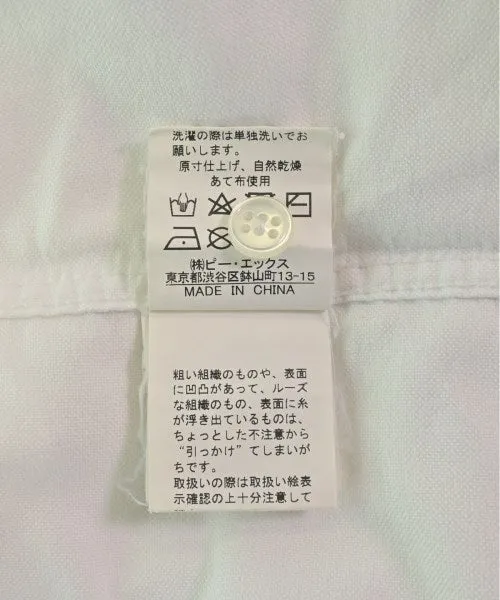 洗濯の際は単独洗いでお
願いします。
原寸仕上げ、自然乾燥
あて布使用
㈱ピー・エックス
東京都渋谷区鉢山町13-15
MADE IN CHINA
粗い組織のものや、表面
に凹凸があって、ルーズ
な組織のもの、表面に糸
が浮き出ているものは、
ちょっとした不注意から
“引っかけ”てしまいが
ちです。
取扱いの際は取扱い絵表
示確認の上十分注意して